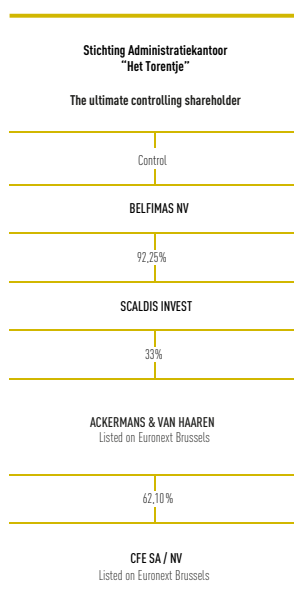 Stichting Administratiekantoor
“Het Torentje”
The ultimate controlling shareholder
Control
BELFIMAS NV
92,25%
SCALDIS INVEST
33%
ACKERMANS & VAN HAAREN
Listed on Euronext Brussels
62,10%
CFE SA / NV
Listed on Euronext Brussels